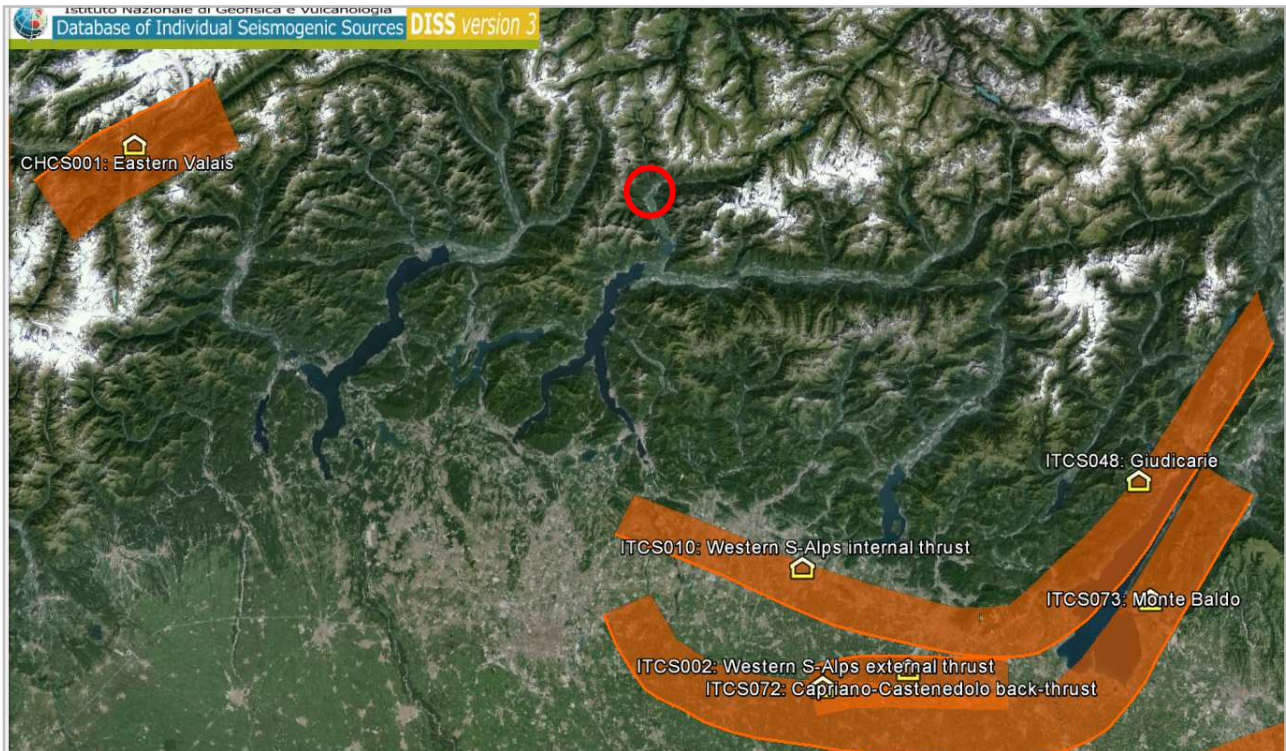 Istituto Nazionale di Geofisica e Vulcanologia
Database of Individual Seismogenic Sources DISS version 3
CHCS001: Eastern Valais
ITCS048: Giudicarie
ITCS010: Western S-Alps internal thrust
ITCS073: Monte Baldo
ITCS002: Western S-Alps external thrust
ITCS072: Capriano-Castenedolo back-thrust